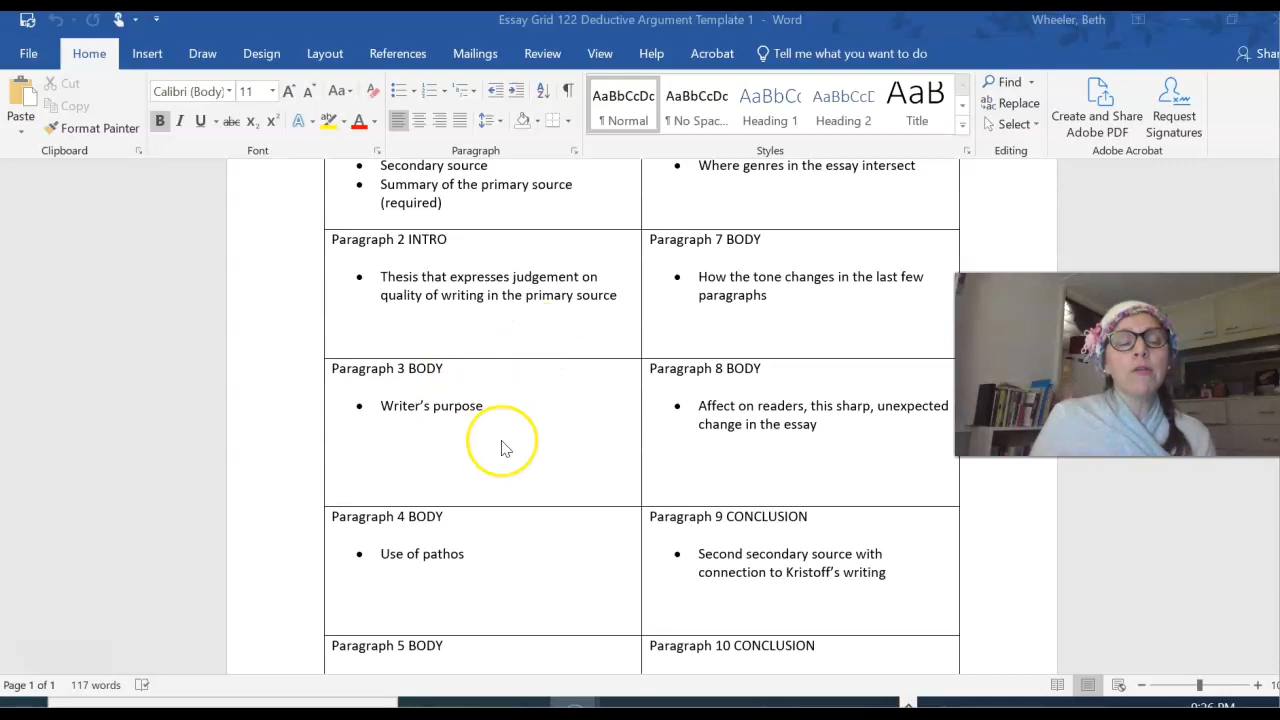 Essay Grid 122 Deductive Argument Template 1 - Word
Wheeler, Beth
File Home Insert Draw Design Layout References Mailings Review View Help Acrobat Tell me what you want to do
Paste
Cut
Copy
Format Painter
Clipboard
Calibri (Body) 11
Font
Paragraph
AaBbCcDc
¶ Normal
AaBbCcDc
¶ No Spac...
AaBbCc
Heading 1
Heading 2
Title
Styles
Find
Replace
Select
Editing
Create and Share
Adobe PDF
Request
Signatures
Adobe Acrobat
• Secondary source
• Summary of the primary source
(required)
• Where genres in the essay intersect
Paragraph 2 INTRO
• Thesis that expresses judgement on
quality of writing in the primary source
Paragraph 7 BODY
• How the tone changes in the last few
paragraphs
Paragraph 3 BODY
• Writer's purpose
Paragraph 8 BODY
• Affect on readers, this sharp, unexpected
change in the essay
Paragraph 4 BODY
• Use of pathos
Paragraph 9 CONCLUSION
• Second secondary source with
connection to Kristoff's writing
Paragraph 5 BODY
Paragraph 10 CONCLUSION
Page 1 of 1 117 words